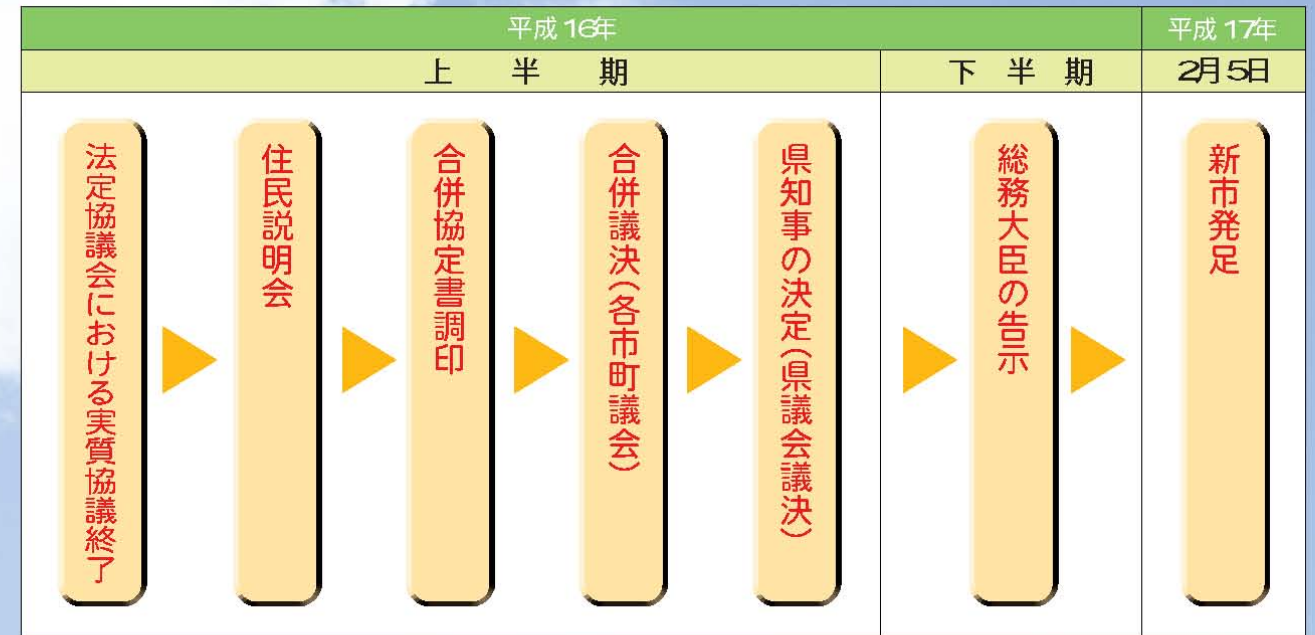 平成16年
平成17年
上半期
下半期
2月5日
法定協議会における実質協議終了
住民説明会
合併協定書調印
合併議決(各市町議会)
県知事の決定(県議会議決)
総務大臣の告示
新市発足